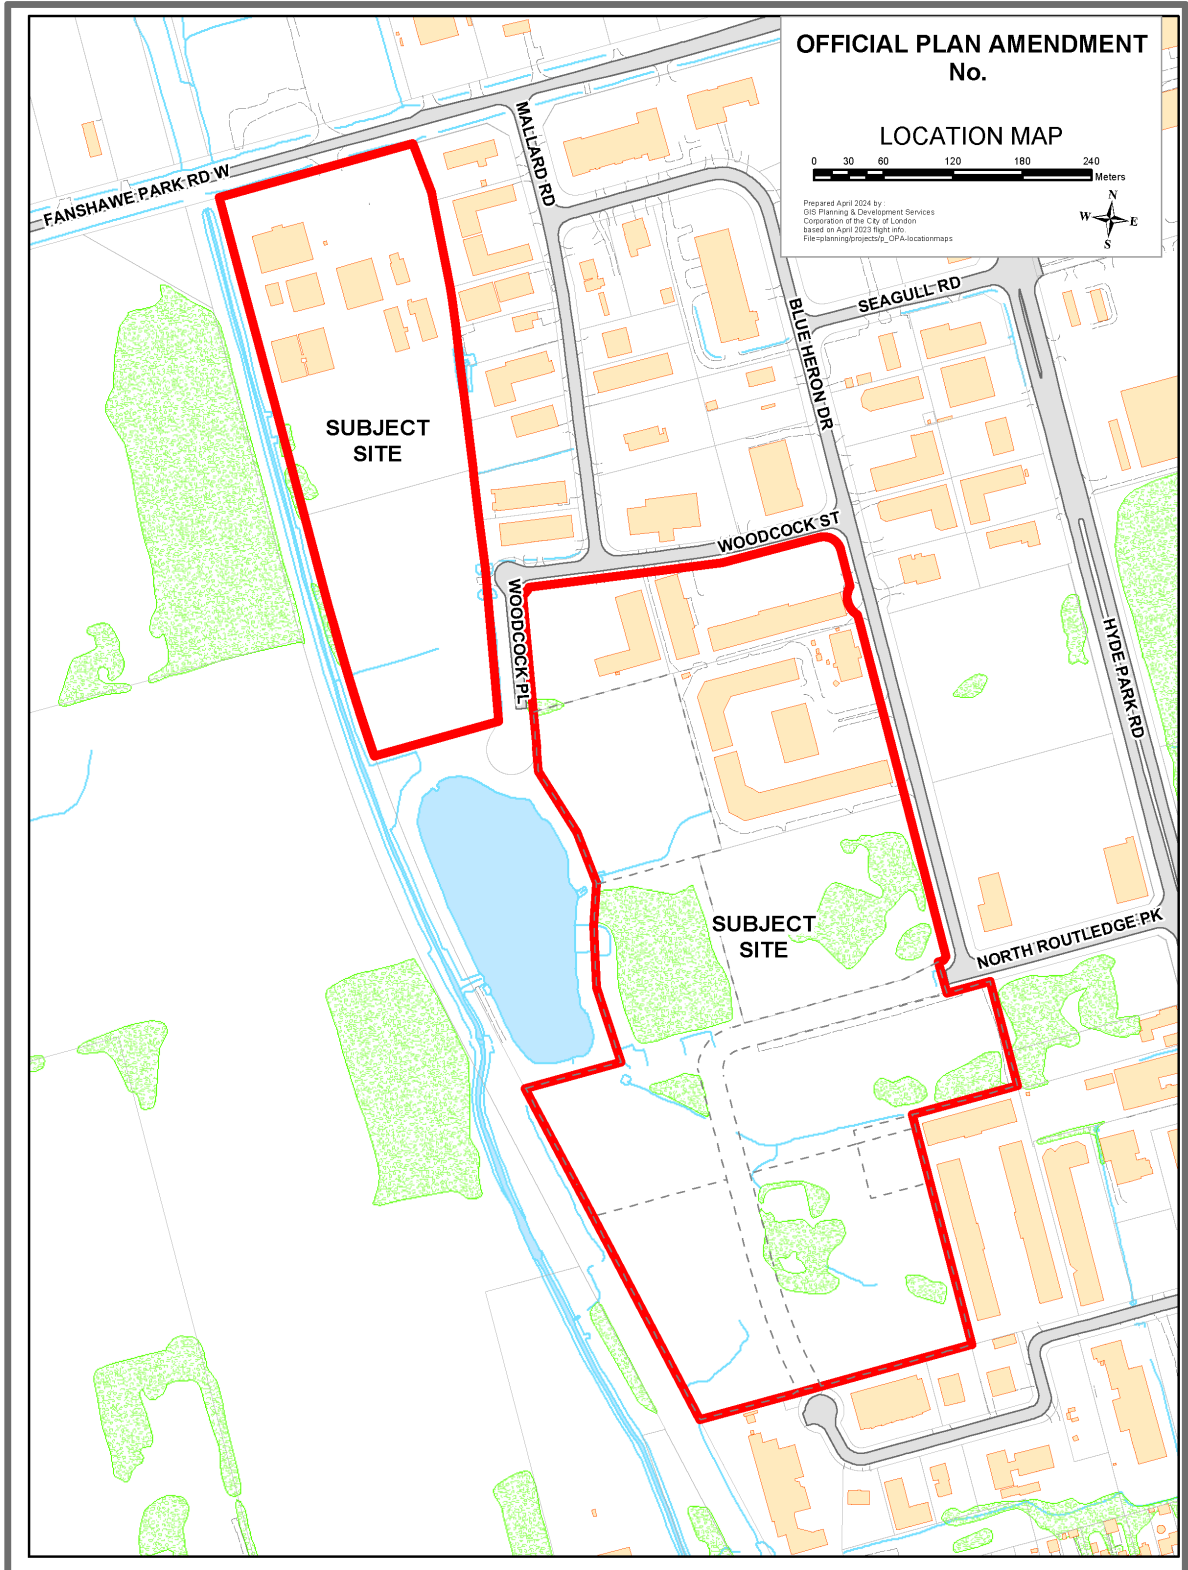 OFFICIAL PLAN AMENDMENT
No.
LOCATION MAP
0 30 60 120 180 240
Meters
Prepared April 2024 by :
GIS Planning & Development Services
Corporation of the City of London
based on April 2023 flight info.
File=planning/projects/p_OPA-locationmaps
N
W E
S
FANSHAWE PARK RD W
MALLARD RD
SEAGULL RD
BLUE HERON DR
SUBJECT
SITE
WOODCOCK ST
WOODCOCK PL
HYDE PARK RD
SUBJECT
SITE
NORTH ROUTLEDGE PK